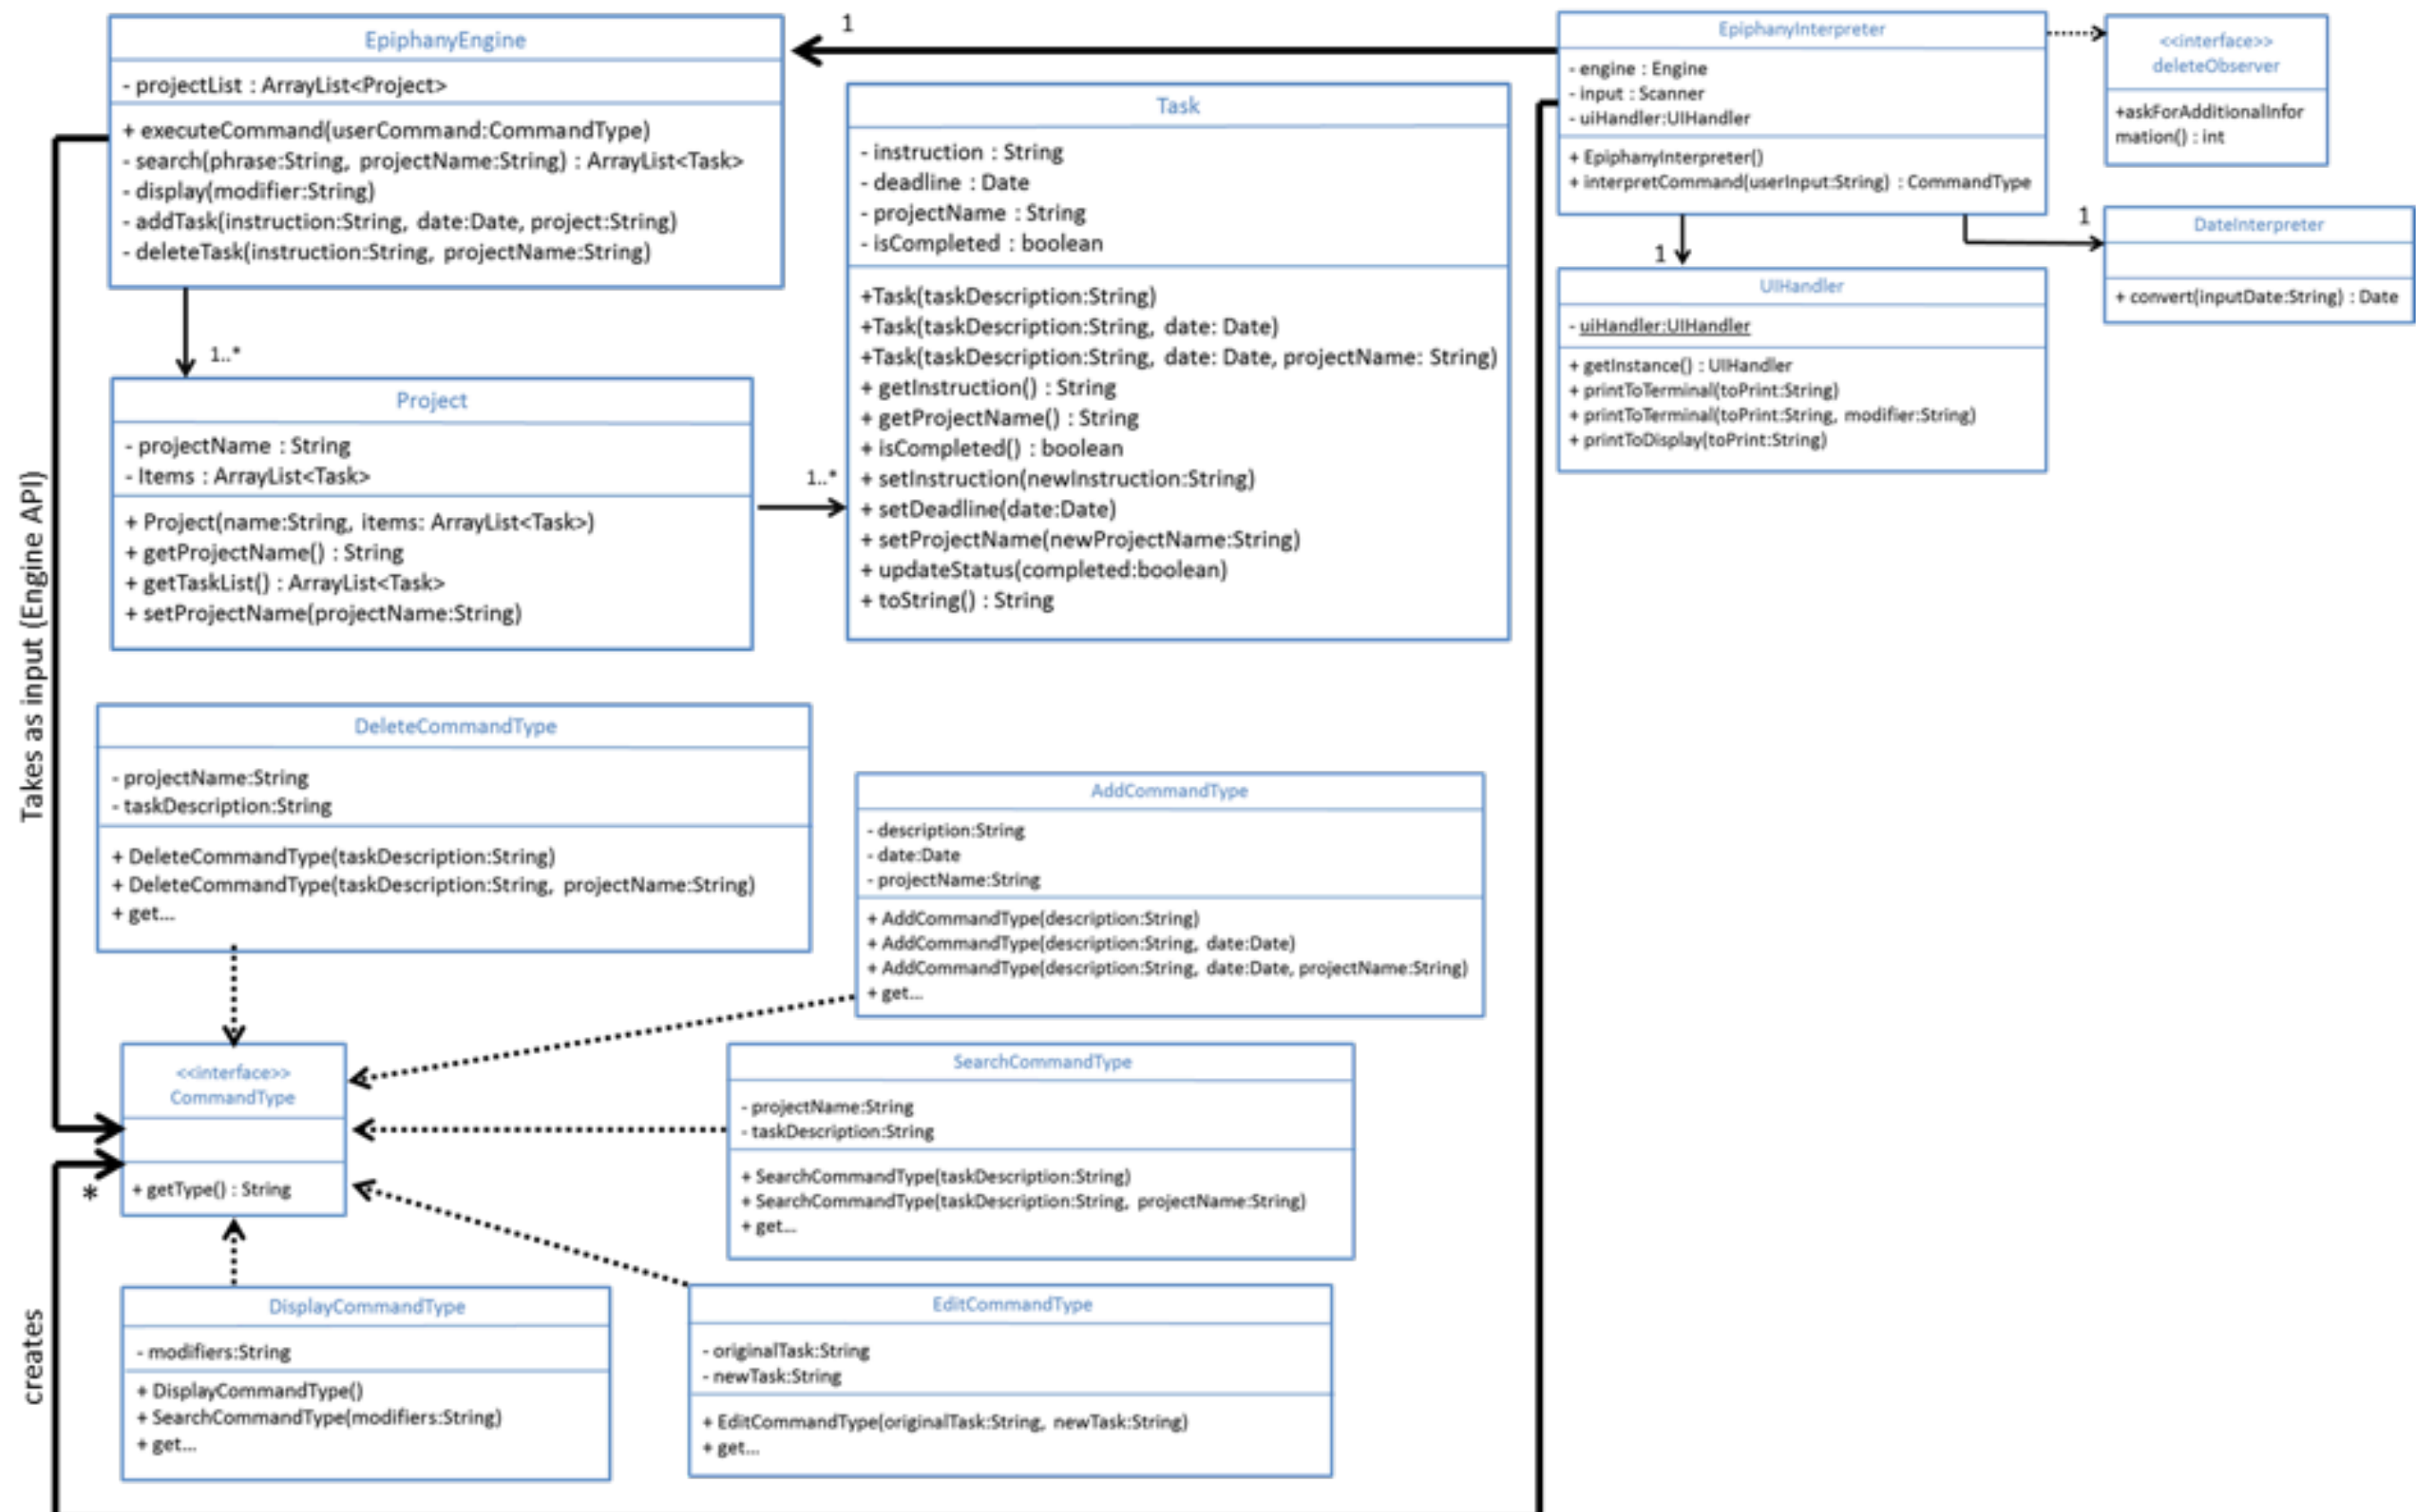 EpiphanyEngine
- projectList : ArrayList<Project>
+ executeCommand(userCommand:CommandType)
- search(phrase:String, projectName:String) : ArrayList<Task>
- display(modifier:String)
- addTask(instruction:String, date:Date, project:String)
- deleteTask(instruction:String, projectName:String)
1
1..*
Project
- projectName : String
- Items : ArrayList<Task>
+ Project(name:String, items: ArrayList<Task>)
+ getProjectName() : String
+ getTaskList() : ArrayList<Task>
+ setProjectName(projectName:String)
1..*
Task
- instruction : String
- deadline : Date
- projectName : String
- isCompleted : boolean
+Task(taskDescription:String)
+Task(taskDescription:String, date: Date)
+Task(taskDescription:String, date: Date, projectName: String)
+ getInstruction() : String
+ getProjectName() : String
+ isCompleted() : boolean
+ setInstruction(newInstruction:String)
+ setDeadline(date:Date)
+ setProjectName(newProjectName:String)
+ updateStatus(completed:boolean)
+ toString() : String
EpiphanyInterpreter
- engine : Engine
- input : Scanner
- uiHandler:UIHandler
+ EpiphanyInterpreter()
+ interpretCommand(userInput:String) : CommandType
<<interface>>
deleteObserver
+askForAdditionalInfor
mation() : int
1
DateInterpreter
+ convert(inputDate:String) : Date
1
UIHandler
- uiHandler:UIHandler
+ getInstance() : UIHandler
+ printToTerminal(toPrint:String)
+ printToTerminal(toPrint:String, modifier:String)
+ printToDisplay(toPrint:String)
Takes as input (Engine API)
DeleteCommandType
- projectName:String
- taskDescription:String
+ DeleteCommandType(taskDescription:String)
+ DeleteCommandType(taskDescription:String, projectName:String)
+ get...
AddCommandType
- description:String
- date:Date
- projectName:String
+ AddCommandType(description:String)
+ AddCommandType(description:String, date:Date)
+ AddCommandType(description:String, date:Date, projectName:String)
+ get...
<<interface>>
CommandType
+ getType() : String
*
SearchCommandType
- projectName:String
- taskDescription:String
+ SearchCommandType(taskDescription:String)
+ SearchCommandType(taskDescription:String, projectName:String)
+ get...
creates
DisplayCommandType
- modifiers:String
+ DisplayCommandType()
+ SearchCommandType(modifiers:String)
+ get...
EditCommandType
- originalTask:String
- newTask:String
+ EditCommandType(originalTask:String, newTask:String)
+ get...